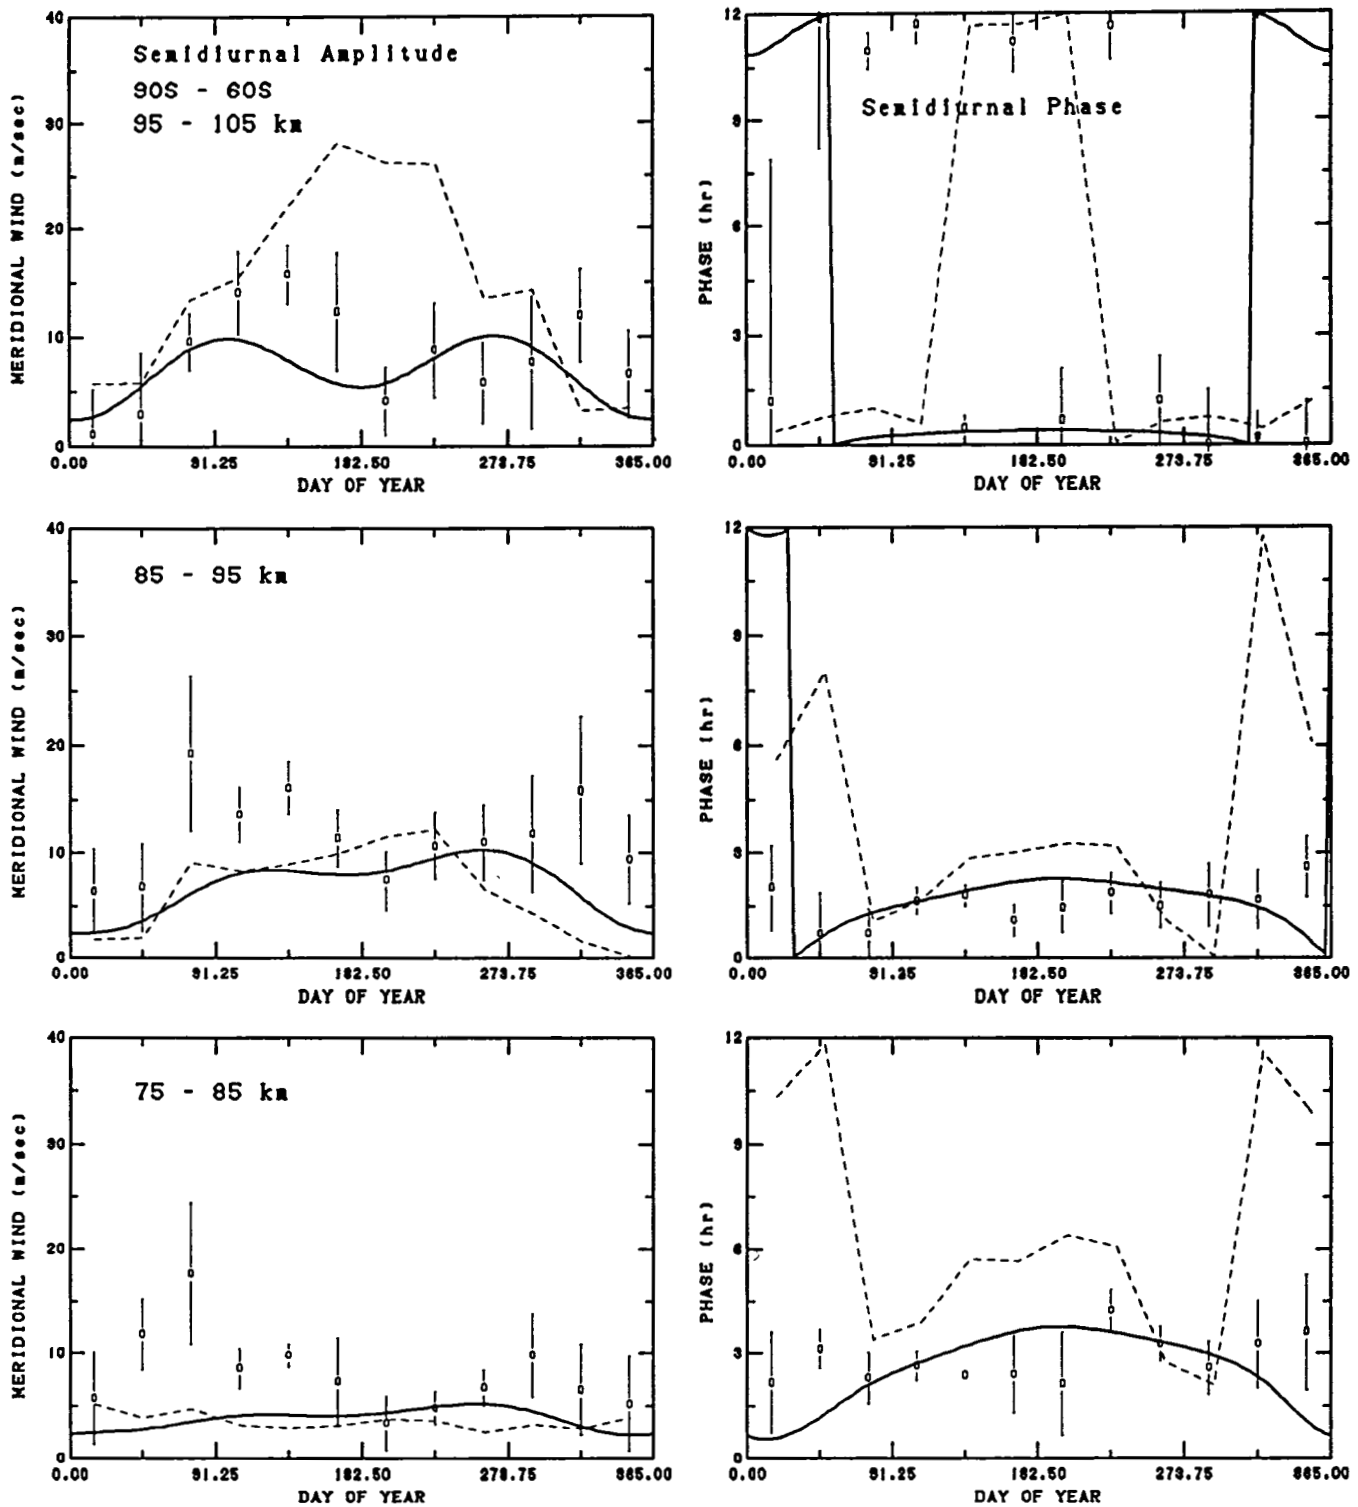 40
30
20
10
0
MERIDIONAL WIND (m/sec)
Semidiurnal Amplitude
90S - 60S
95 - 105 km
0.00 91.25 182.50 273.75 365.00
DAY OF YEAR
12
9
6
3
0
PHASE (hr)
Semidiurnal Phase
0.00 91.25 182.50 273.75 365.00
DAY OF YEAR
40
30
20
10
0
MERIDIONAL WIND (m/sec)
85 - 95 km
0.00 91.25 182.50 273.75 365.00
DAY OF YEAR
12
9
6
3
0
PHASE (hr)
0.00 91.25 182.50 273.75 365.00
DAY OF YEAR
40
30
20
10
0
MERIDIONAL WIND (m/sec)
75 - 85 km
0.00 91.25 182.50 273.75 365.00
DAY OF YEAR
12
9
6
3
0
PHASE (hr)
0.00 91.25 182.50 273.75 365.00
DAY OF YEAR